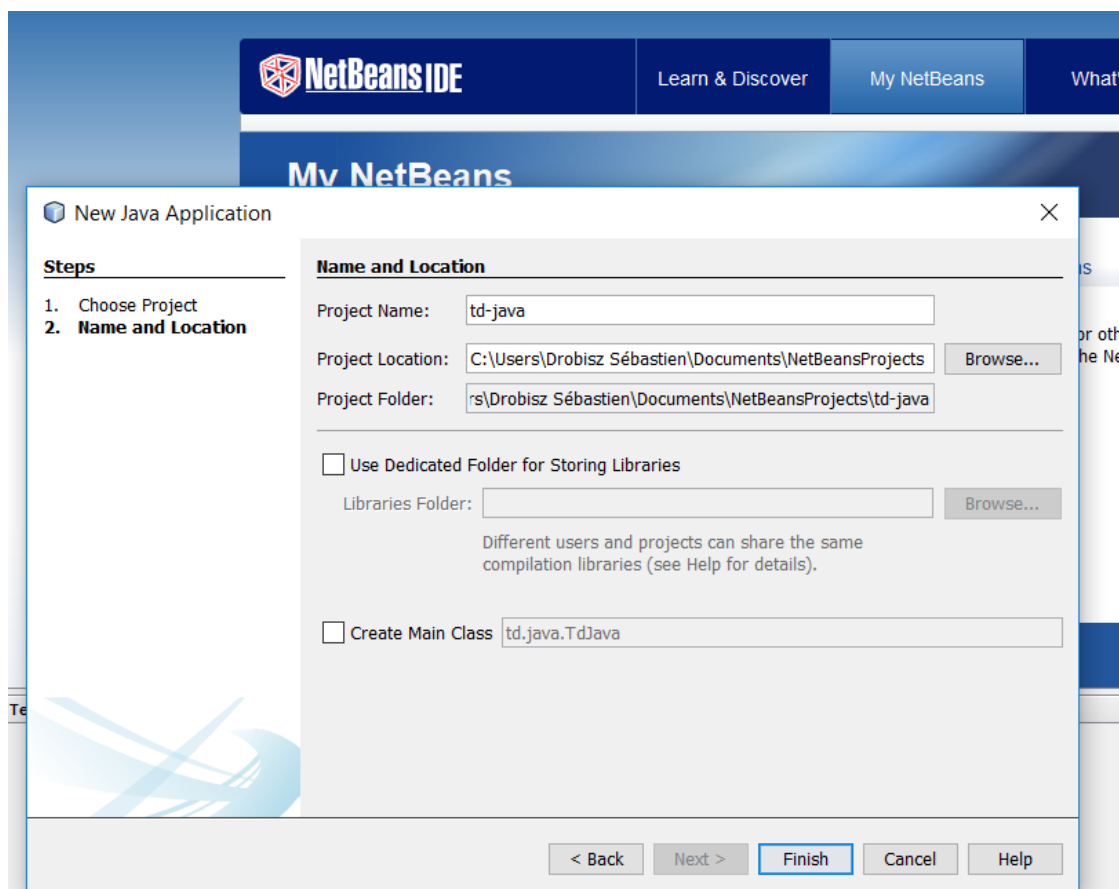 NetBeans IDE
Learn & Discover
My NetBeans
What'
My NetBeans
New Java Application
Steps
1. Choose Project
2. Name and Location
Name and Location
Project Name: td-java
Project Location: C:\Users\Drobisz Sébastien\Documents\NetBeansProjects Browse...
Project Folder: rs\Drobisz Sébastien\Documents\NetBeansProjects\td-java
Use Dedicated Folder for Storing Libraries
Libraries Folder: Browse...
Different users and projects can share the same
compilation libraries (see Help for details).
Create Main Class td.java.TdJava
< Back Next > Finish Cancel Help